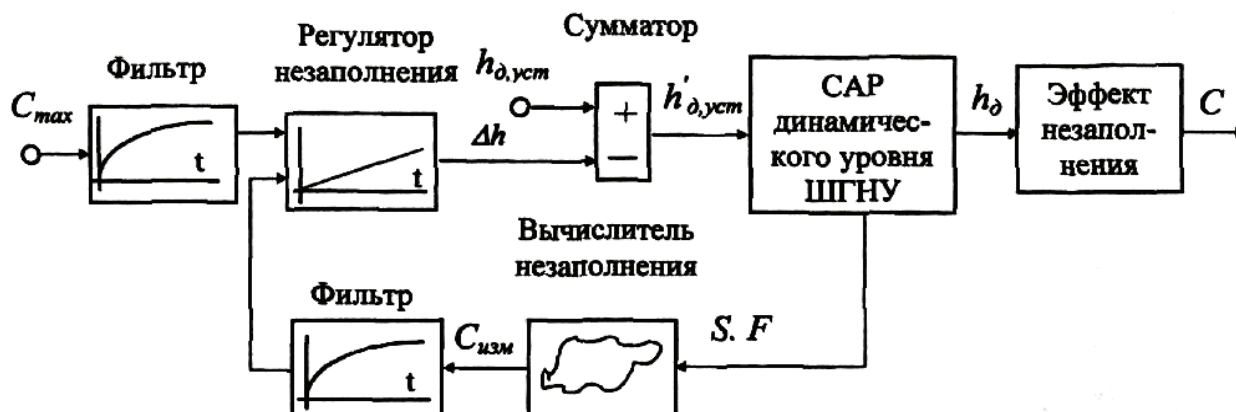 Фильтр
Регулятор
незаполнения
Сумматор
C_max
h_д,уст
h'_д,уст
Δh
+
−
t
t
САР
динамичес-
кого уровня
ШГНУ
h_д
Эффект
незапол-
нения
C
Вычислитель
незаполнения
Фильтр
C_изм
S. F
t